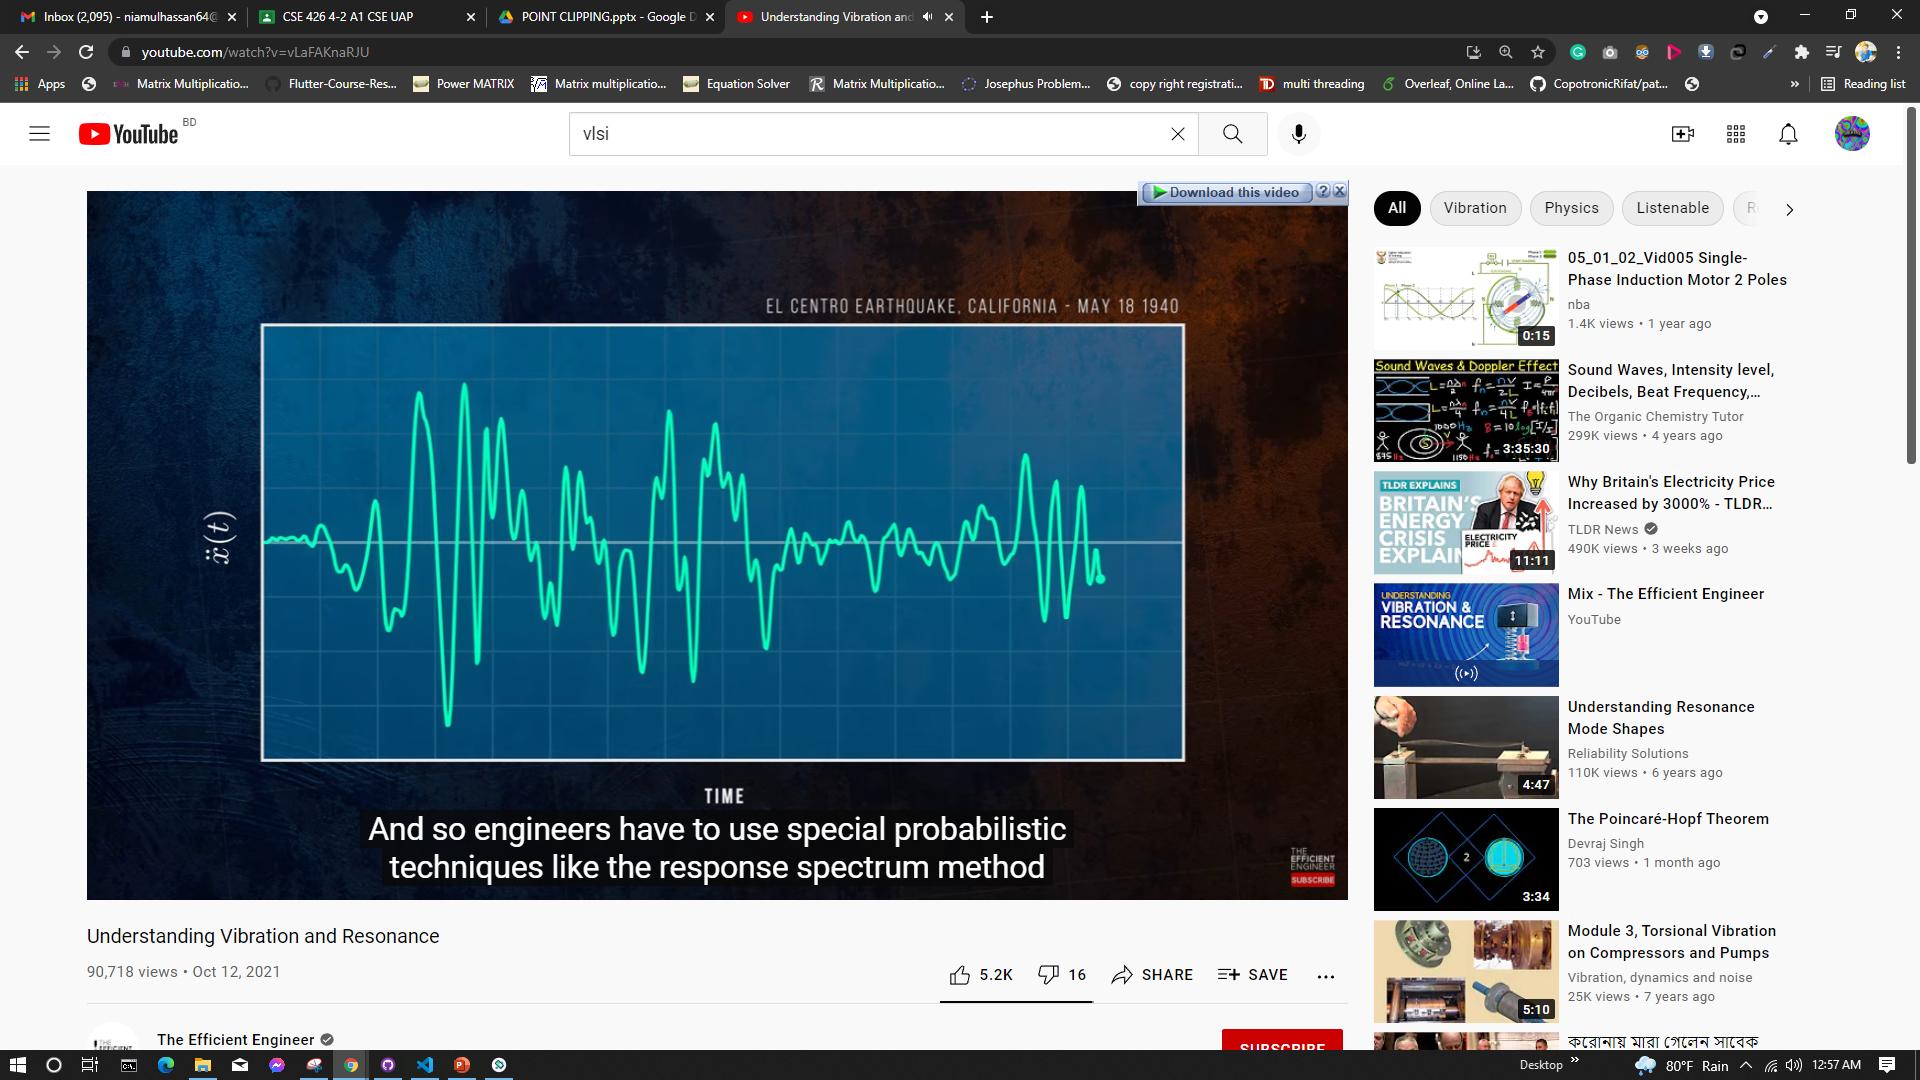 Inbox (2,095) - niamulhassan64@
CSE 426 4-2 A1 CSE UAP
POINT CLIPPING.pptx - Google D
Understanding Vibration and
youtube.com/watch?v=vLaFAKnaRJU
Apps
Matrix Multiplicatio...
Flutter-Course-Res...
Power MATRIX
Matrix multiplicatio...
Equation Solver
Matrix Multiplicatio...
Josephus Problem...
copy right registrati...
multi threading
Overleaf, Online La...
CopotronicRifat/pat...
»
Reading list
YouTube BD
vlsi
Download this video ? X
EL CENTRO EARTHQUAKE, CALIFORNIA - MAY 18 1940
ẍ(t)
TIME
And so engineers have to use special probabilistic
techniques like the response spectrum method
THE
EFFICIENT
ENGINEER
SUBSCRIBE
Understanding Vibration and Resonance
90,718 views • Oct 12, 2021
5.2K
16
SHARE
SAVE
The Efficient Engineer
SUBSCRIBE
All
Vibration
Physics
Listenable
05_01_02_Vid005 Single-
Phase Induction Motor 2 Poles
nba
1.4K views • 1 year ago
0:15
Sound Waves & Doppler Effect
3:35:30
Sound Waves, Intensity level,
Decibels, Beat Frequency,...
The Organic Chemistry Tutor
299K views • 4 years ago
TLDR EXPLAINS
BRITAIN'S
ENERGY
CRISIS
EXPLAIN
ELECTRICITY
PRICE
11:11
Why Britain's Electricity Price
Increased by 3000% - TLDR...
TLDR News
490K views • 3 weeks ago
UNDERSTANDING
VIBRATION &
RESONANCE
Mix - The Efficient Engineer
YouTube
4:47
Understanding Resonance
Mode Shapes
Reliability Solutions
110K views • 6 years ago
2
3:34
The Poincaré-Hopf Theorem
Devraj Singh
703 views • 1 month ago
5:10
Module 3, Torsional Vibration
on Compressors and Pumps
Vibration, dynamics and noise
25K views • 7 years ago
করোনায় মারা গেলেন সাবেক
Desktop »
80°F Rain
12:57 AM